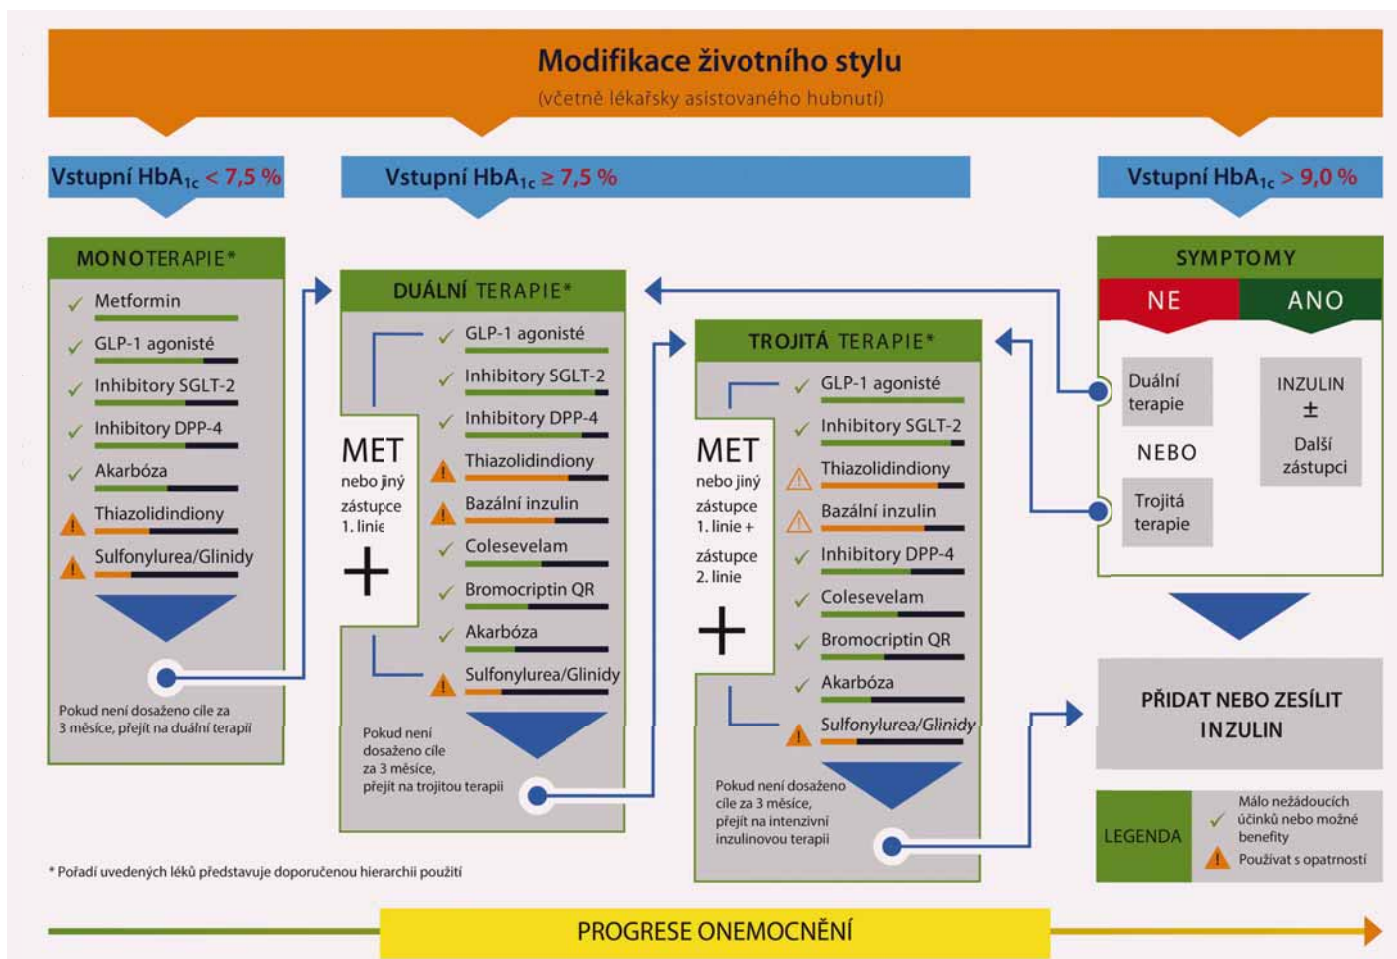 Modifikace životního stylu
(včetně lékařsky asistovaného hubnutí)
Vstupní HbA1c < 7,5 %
Vstupní HbA1c ≥ 7,5 %
Vstupní HbA1c > 9,0 %
MONOTERAPIE*
Metformin
GLP-1 agonisté
Inhibitory SGLT-2
Inhibitory DPP-4
Akarbóza
Thiazolidindiony
Sulfonylurea/Glinidy
Pokud není dosaženo cíle za
3 měsíce, přejít na duální terapii
DUÁLNÍ TERAPIE*
MET
nebo jiný
zástupce
1. linie
+
GLP-1 agonisté
Inhibitory SGLT-2
Inhibitory DPP-4
Thiazolidindiony
Bazální inzulin
Colesevelam
Bromocriptin QR
Akarbóza
Sulfonylurea/Glinidy
Pokud není
dosaženo cíle
za 3 měsíce,
přejít na trojitou terapii
TROJITÁ TERAPIE*
MET
nebo jiný
zástupce
1. linie +
zástupce
2. linie
+
GLP-1 agonisté
Inhibitory SGLT-2
Thiazolidindiony
Bazální inzulin
Inhibitory DPP-4
Colesevelam
Bromocriptin QR
Akarbóza
Sulfonylurea/Glinidy
Pokud není dosaženo
cíle za 3 měsíce,
přejít na intenzivní
inzulinovou terapii
SYMPTOMY
NE
ANO
Duální
terapie
NEBO
Trojitá
terapie
INZULIN
±
Další
zástupci
PŘIDAT NEBO ZESÍLIT
INZULIN
LEGENDA
Málo nežádoucích
účinků nebo možné
benefity
Používat s opatrností
* Pořadí uvedených léků představuje doporučenou hierarchii použití
PROGRESE ONEMOCNĚNÍ